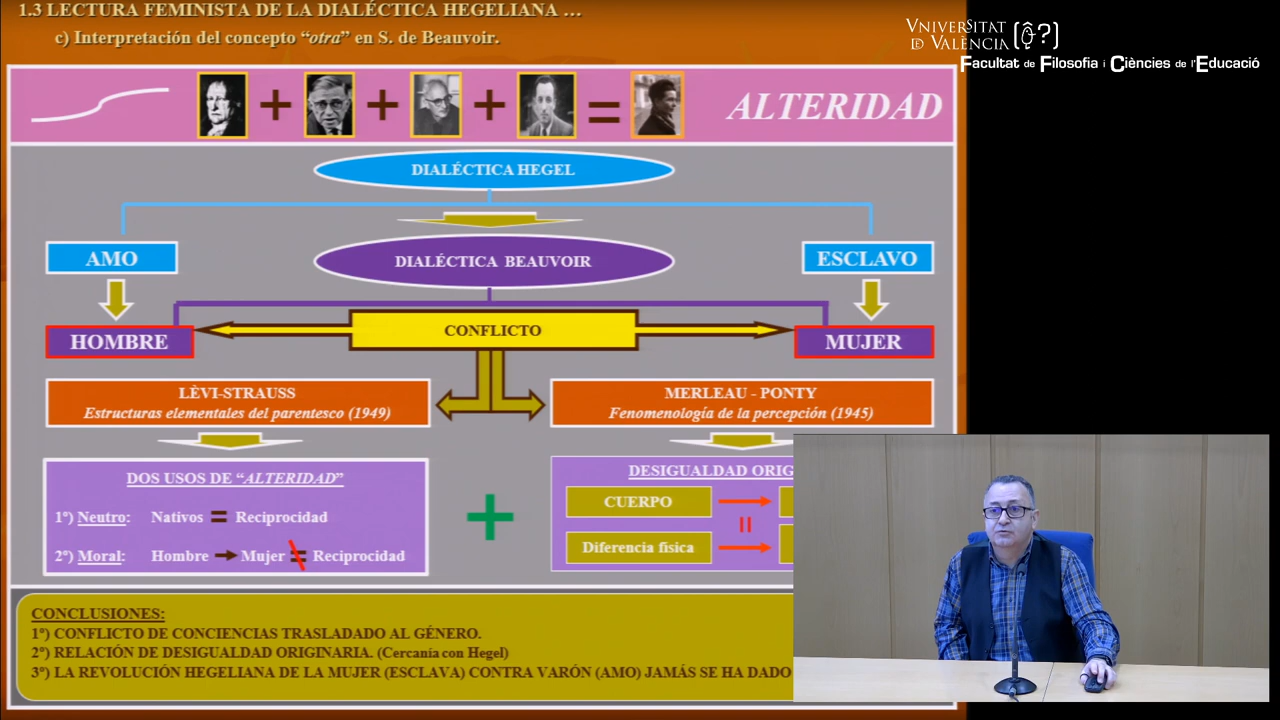 1.3 LECTURA FEMINISTA DE LA DIALÉCTICA HEGELIANA …
c) Interpretación del concepto “otra” en S. de Beauvoir.
VNIVERSITAT
DE VALÈNCIA
Facultat de Filosofia i Ciències de l'Educació
ALTERIDAD
DIALÉCTICA HEGEL
AMO
DIALÉCTICA BEAUVOIR
ESCLAVO
HOMBRE
CONFLICTO
MUJER
LÈVI-STRAUSS
Estructuras elementales del parentesco (1949)
MERLEAU - PONTY
Fenomenología de la percepción (1945)
DOS USOS DE “ALTERIDAD”
1º) Neutro: Nativos = Reciprocidad
2º) Moral: Hombre → Mujer ≠ Reciprocidad
DESIGUALDAD ORIG
CUERPO
Diferencia física
CONCLUSIONES:
1º) CONFLICTO DE CONCIENCIAS TRASLADADO AL GÉNERO.
2º) RELACIÓN DE DESIGUALDAD ORIGINARIA. (Cercanía con Hegel)
3º) LA REVOLUCIÓN HEGELIANA DE LA MUJER (ESCLAVA) CONTRA VARÓN (AMO) JAMÁS SE HA DADO